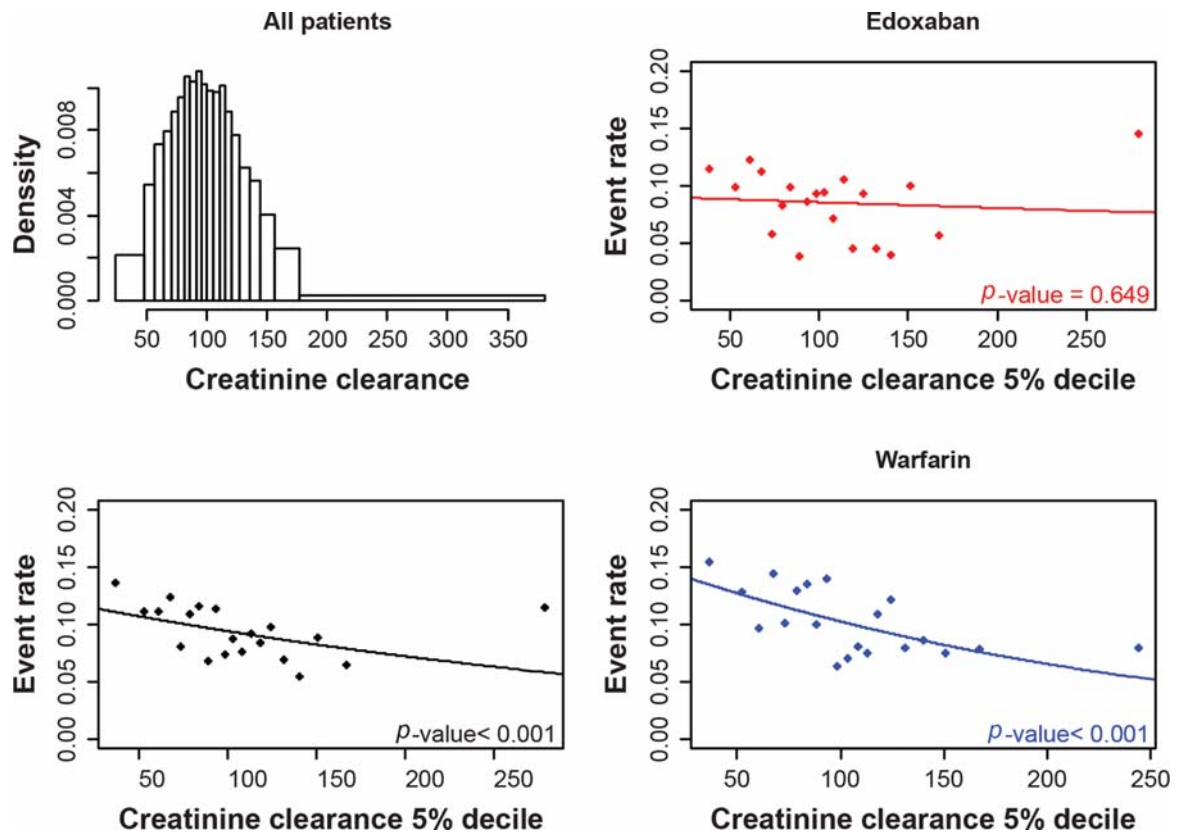 All patients
Denssity
0.000 0.004 0.008
50 100 150 200 250 300 350
Creatinine clearance
Edoxaban
Event rate
0.00 0.05 0.10 0.15 0.20
p-value = 0.649
50 100 150 200 250
Creatinine clearance 5% decile
Event rate
0.00 0.05 0.10 0.15 0.20
p-value< 0.001
50 100 150 200 250
Creatinine clearance 5% decile
Warfarin
Event rate
0.00 0.05 0.10 0.15 0.20
p-value< 0.001
50 100 150 200 250
Creatinine clearance 5% decile